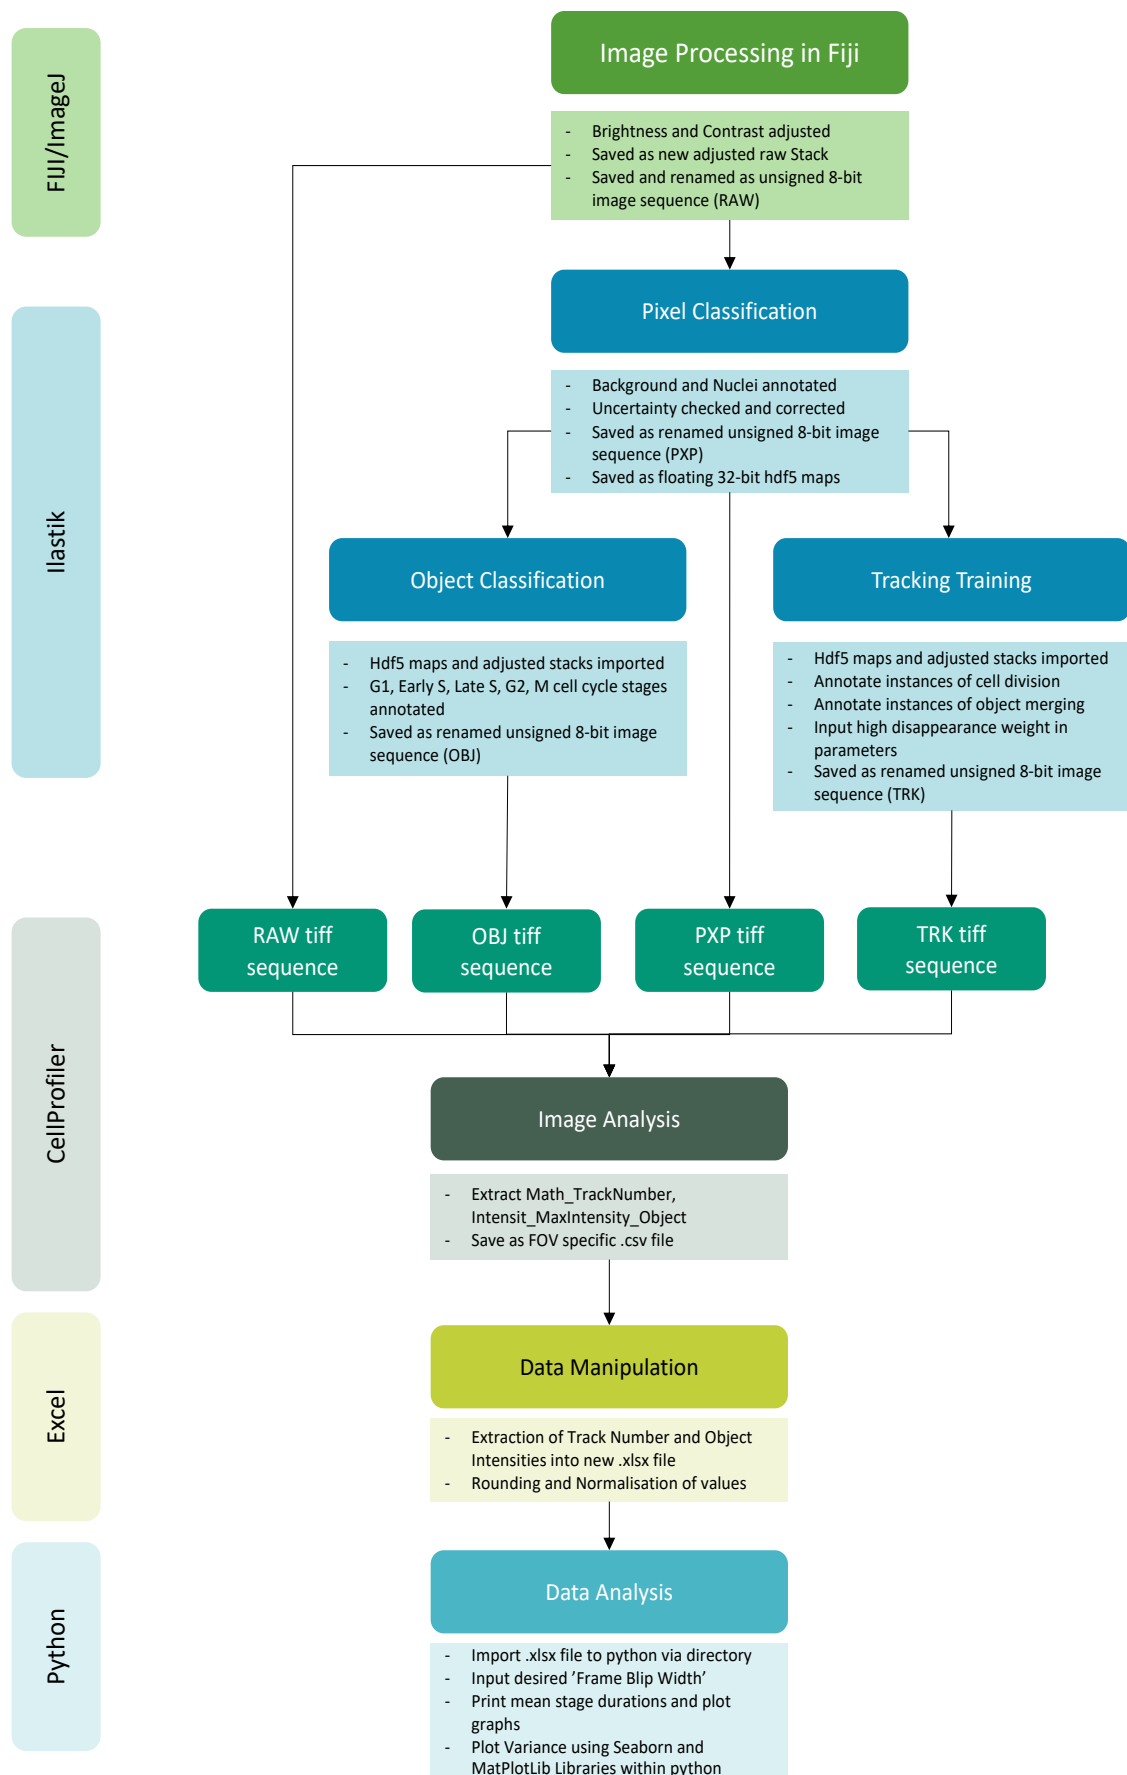 FIJI/ImageJ
Image Processing in Fiji
- Brightness and Contrast adjusted
- Saved as new adjusted raw Stack
- Saved and renamed as unsigned 8-bit
image sequence (RAW)
Ilastik
Pixel Classification
- Background and Nuclei annotated
- Uncertainty checked and corrected
- Saved as renamed unsigned 8-bit image
sequence (PXP)
- Saved as floating 32-bit hdf5 maps
Object Classification
- Hdf5 maps and adjusted stacks imported
- G1, Early S, Late S, G2, M cell cycle stages
annotated
- Saved as renamed unsigned 8-bit image
sequence (OBJ)
Tracking Training
- Hdf5 maps and adjusted stacks imported
- Annotate instances of cell division
- Annotate instances of object merging
- Input high disappearance weight in
parameters
- Saved as renamed unsigned 8-bit image
sequence (TRK)
CellProfiler
RAW tiff
sequence
OBJ tiff
sequence
PXP tiff
sequence
TRK tiff
sequence
Image Analysis
- Extract Math_TrackNumber,
Intensit_MaxIntensity_Object
- Save as FOV specific .csv file
Excel
Data Manipulation
- Extraction of Track Number and Object
Intensities into new .xlsx file
- Rounding and Normalisation of values
Python
Data Analysis
- Import .xlsx file to python via directory
- Input desired ’Frame Blip Width’
- Print mean stage durations and plot
graphs
- Plot Variance using Seaborn and
MatPlotLib Libraries within python